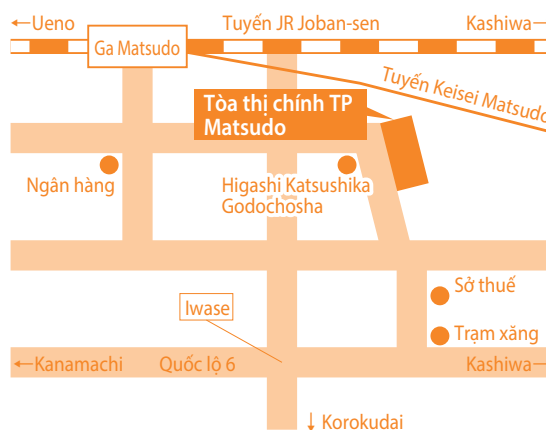 ←Ueno
Tuyến JR Joban-sen
Kashiwa
Ga Matsudo
Tuyến Keisei Matsudo
Tòa thị chính TP
Matsudo
Ngân hàng
Higashi Katsushika
Godochosha
Sở thuế
Iwase
Trạm xăng
←Kanamachi
Quốc lộ 6
Kashiwa
↓ Korokudai